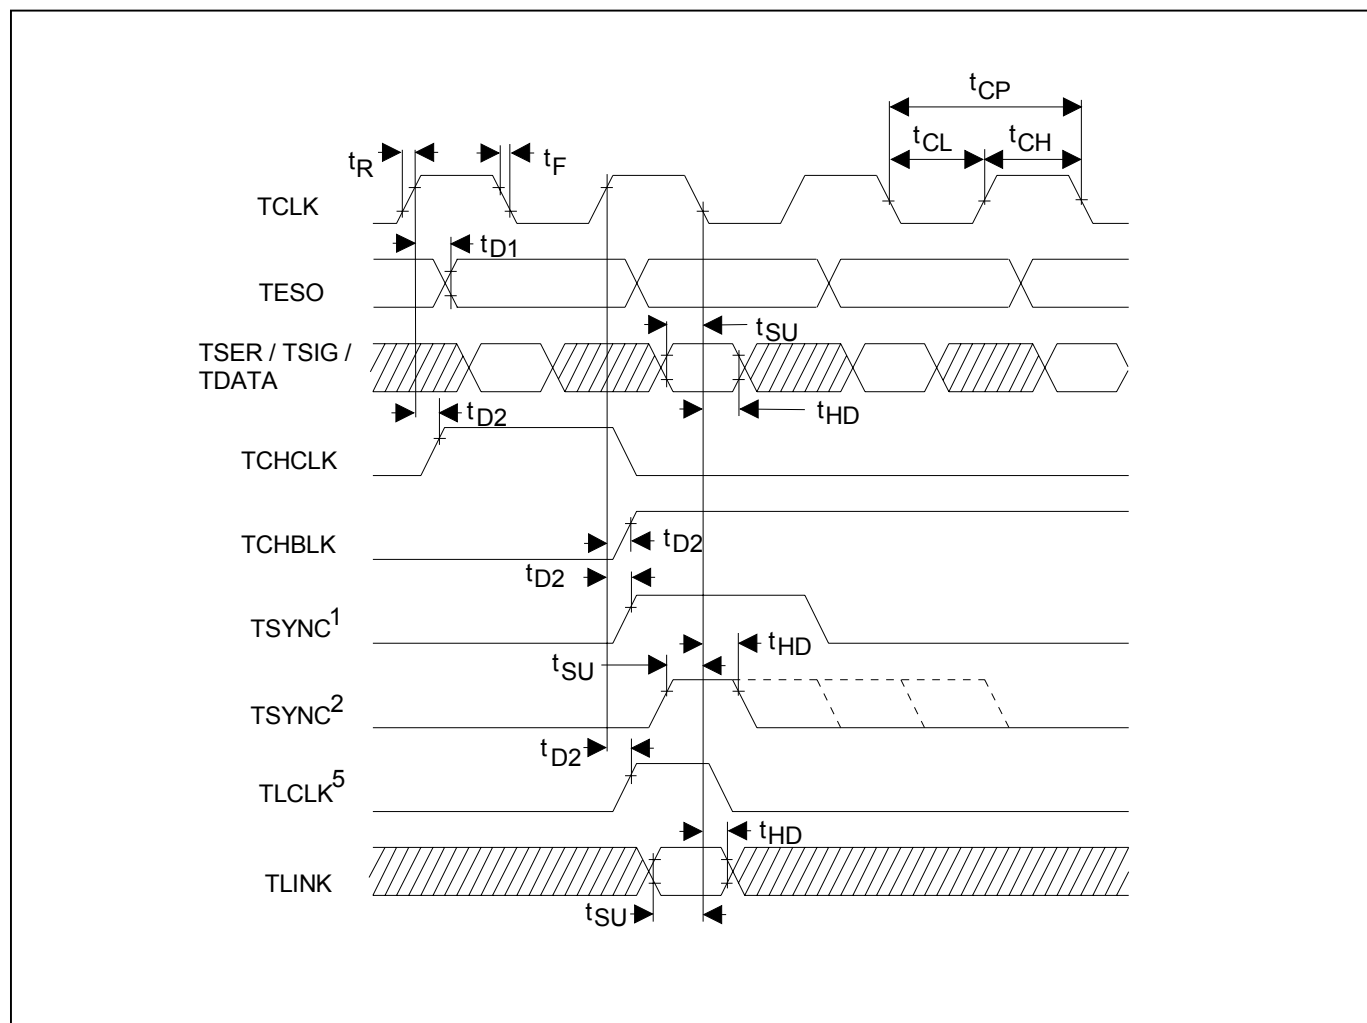 tCP
tCL tCH
tR tF
TCLK
tD1
TESO
tSU
TSER / TSIG /
TDATA
tHD
tD2
TCHCLK
TCHBLK
tD2
tD2
TSYNC1
tHD
tSU
TSYNC2
tD2
TLCLK5
tHD
TLINK
tSU